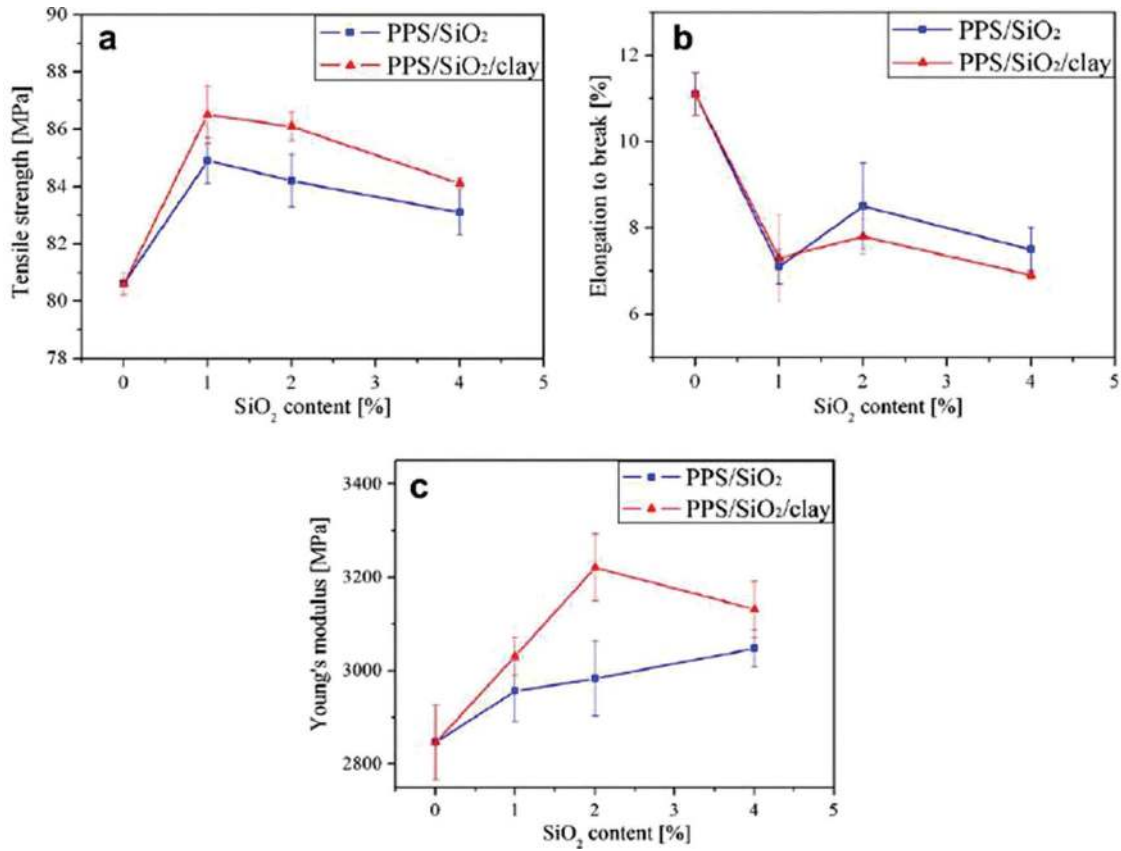 a
PPS/SiO₂
PPS/SiO₂/clay
Tensile strength [MPa]
90
88
86
84
82
80
78
0 1 2 3 4 5
SiO₂ content [%]
b
PPS/SiO₂
PPS/SiO₂/clay
Elongation to break [%]
12
10
8
6
0 1 2 3 4 5
SiO₂ content [%]
c
PPS/SiO₂
PPS/SiO₂/clay
Young's modulus [MPa]
3400
3200
3000
2800
0 1 2 3 4 5
SiO₂ content [%]